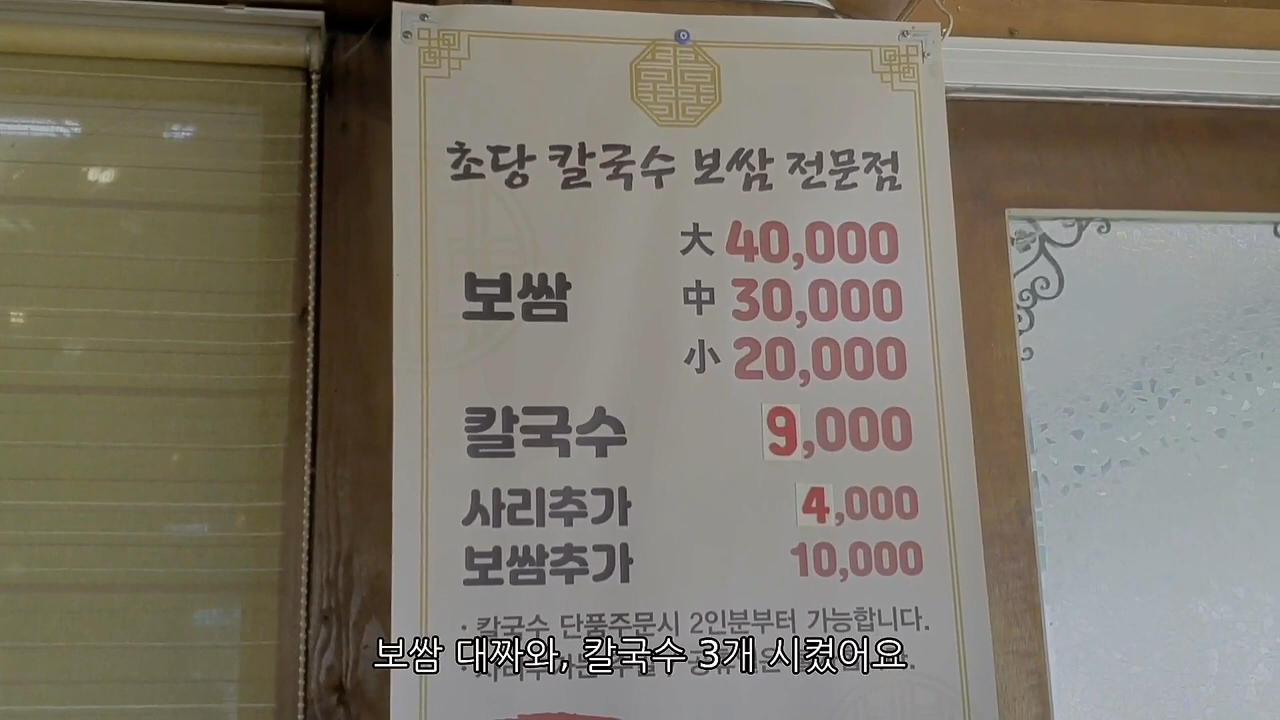 초당 칼국수 보쌈 전문점
大 40,000
보쌈 中 30,000
小 20,000
칼국수 9,000
사리추가 4,000
보쌈추가 10,000
· 칼국수 단품주문시 2인분부터 가능합니다.
보쌈 대짜와, 칼국수 3개 시켰어요